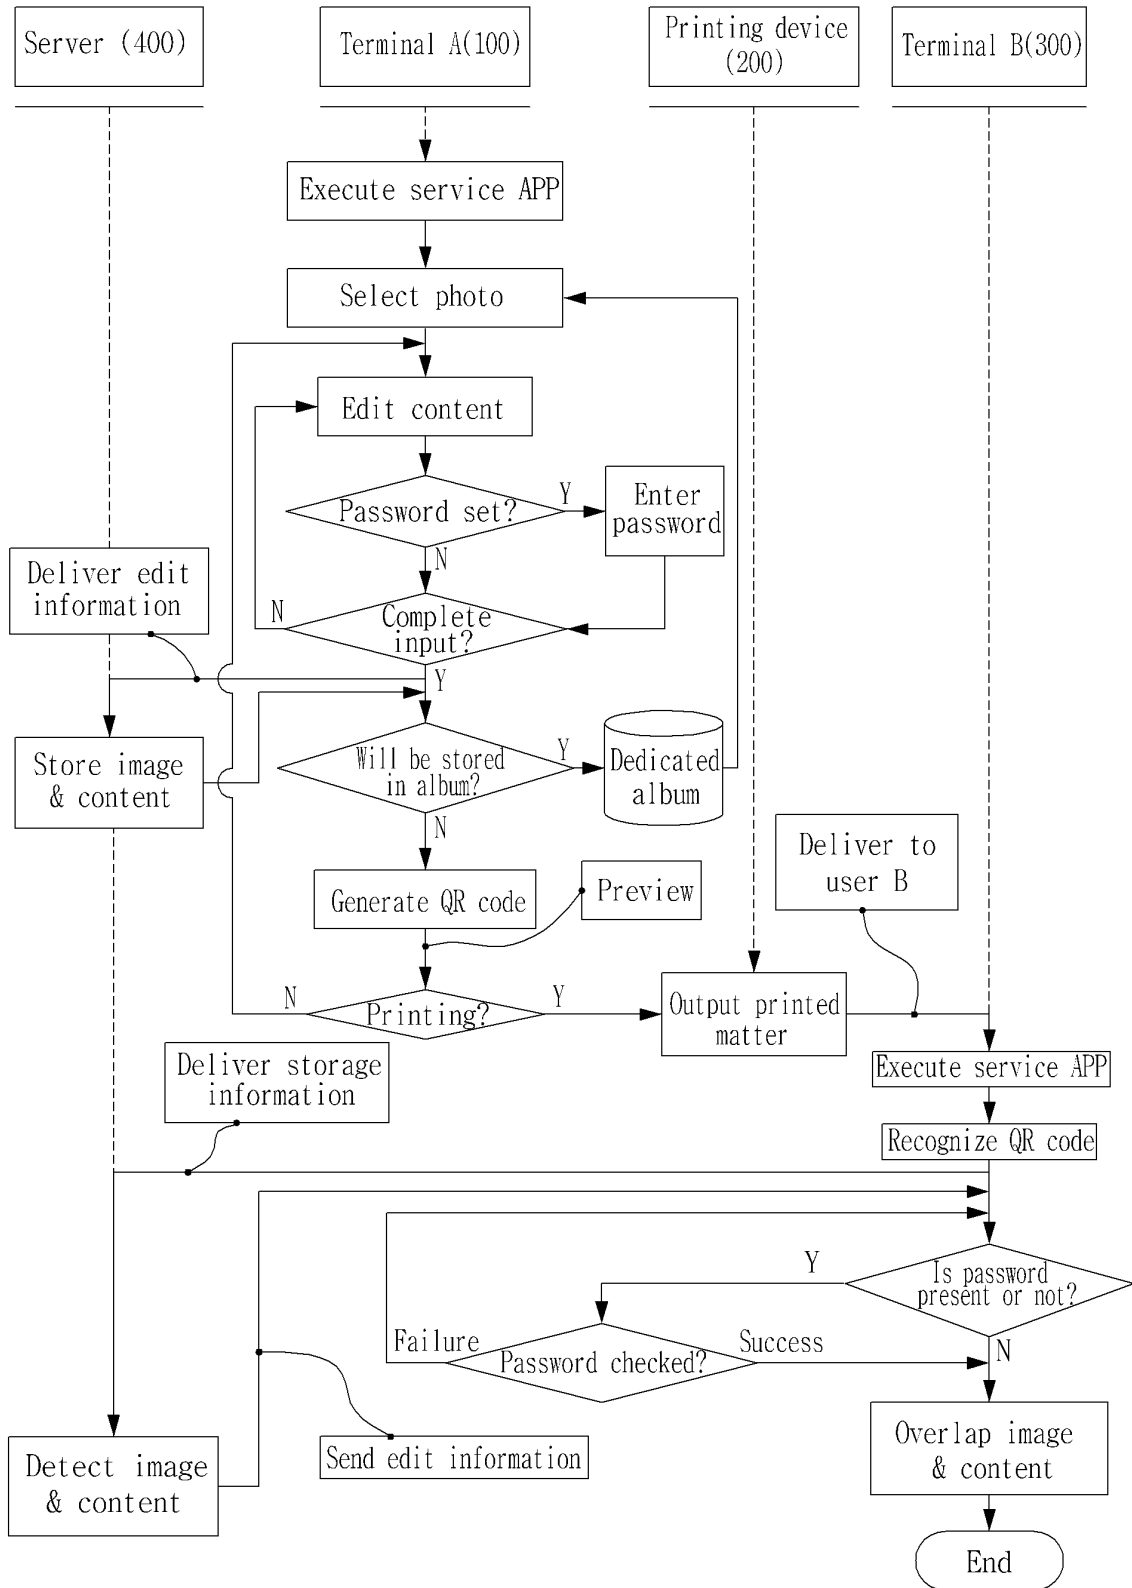 Server (400)
Terminal A(100)
Printing device
(200)
Terminal B(300)
Execute service APP
Select photo
Edit content
Password set?
Y
Enter
password
N
Deliver edit
information
Complete
input?
N
Y
Will be stored
in album?
Y
Dedicated
album
Store image
& content
N
Deliver to
user B
Generate QR code
Preview
Printing?
N
Y
Output printed
matter
Deliver storage
information
Execute service APP
Recognize QR code
Is password
present or not?
Y
N
Failure
Password checked?
Success
Overlap image
& content
Send edit information
Detect image
& content
End